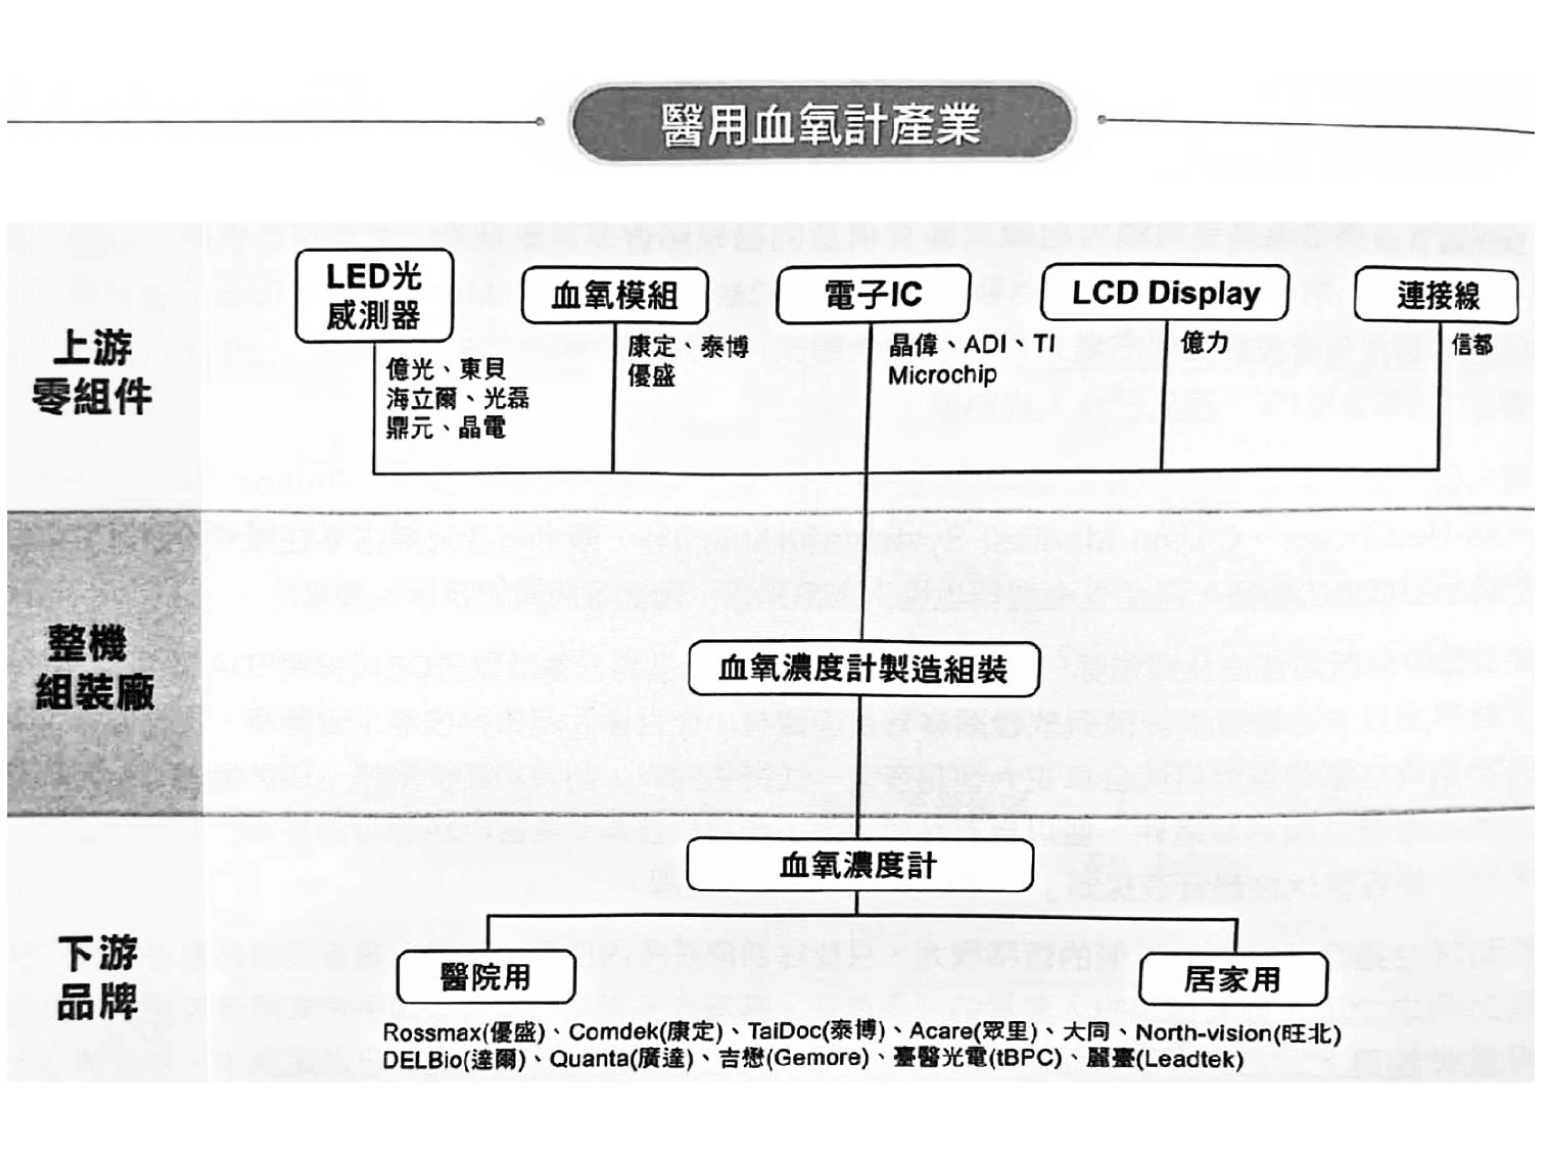 醫用血氧計產業
上游
零組件
LED光
感測器
億光、東貝
海立爾、光磊
鼎元、晶電
血氧模組
康定、泰博
優盛
電子IC
晶偉、ADI、TI
Microchip
LCD Display
億力
連接線
信都
整機
組裝廠
血氧濃度計製造組裝
下游
品牌
血氧濃度計
醫院用
居家用
Rossmax(優盛)、Comdek(康定)、TaiDoc(泰博)、Acare(眾里)、大同、North-vision(旺北)
DELBio(達爾)、Quanta(廣達)、吉懋(Gemore)、臺醫光電(tBPC)、麗臺(Leadtek)